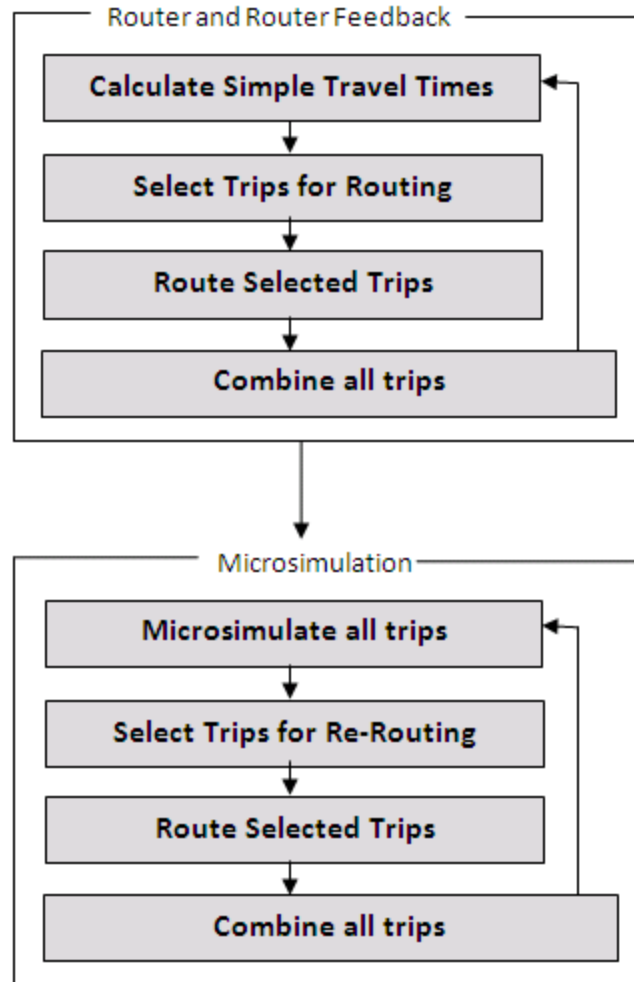 Router and Router Feedback
Calculate Simple Travel Times
Select Trips for Routing
Route Selected Trips
Combine all trips
Microsimulation
Microsimulate all trips
Select Trips for Re-Routing
Route Selected Trips
Combine all trips